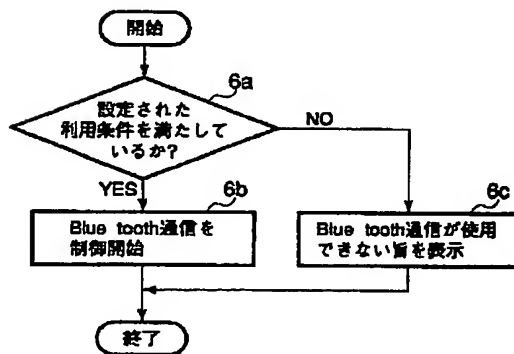 開始
6a
設定された
利用条件を満たして
いるか?
NO
YES
6b
Blue tooth通信を
制御開始
6c
Blue tooth通信が使用
できない旨を表示
終了